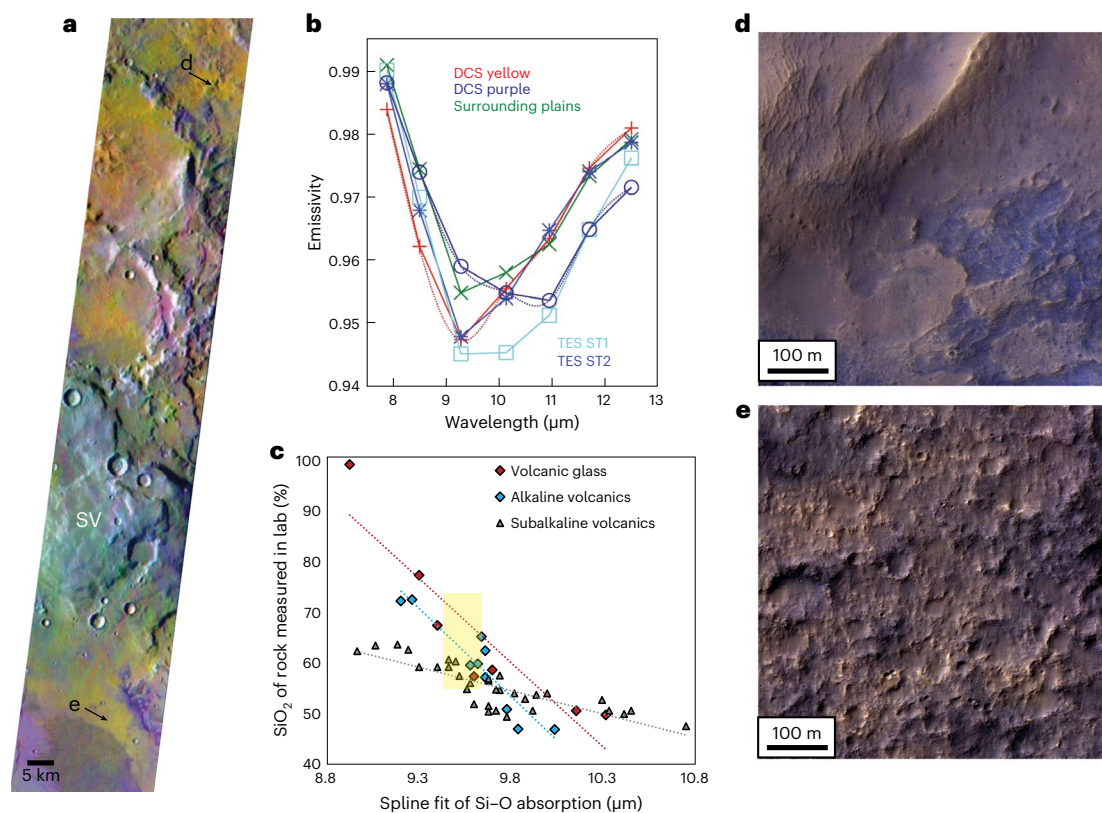 a
d
SV
e
5 km
b
0.99
0.98
0.97
0.96
0.95
0.94
Emissivity
DCS yellow
DCS purple
Surrounding plains
TES ST1
TES ST2
8 9 10 11 12 13
Wavelength (µm)
c
100
90
80
70
60
50
40
SiO2 of rock measured in lab (%)
Volcanic glass
Alkaline volcanics
Subalkaline volcanics
8.8 9.3 9.8 10.3 10.8
Spline fit of Si–O absorption (µm)
d
100 m
e
100 m